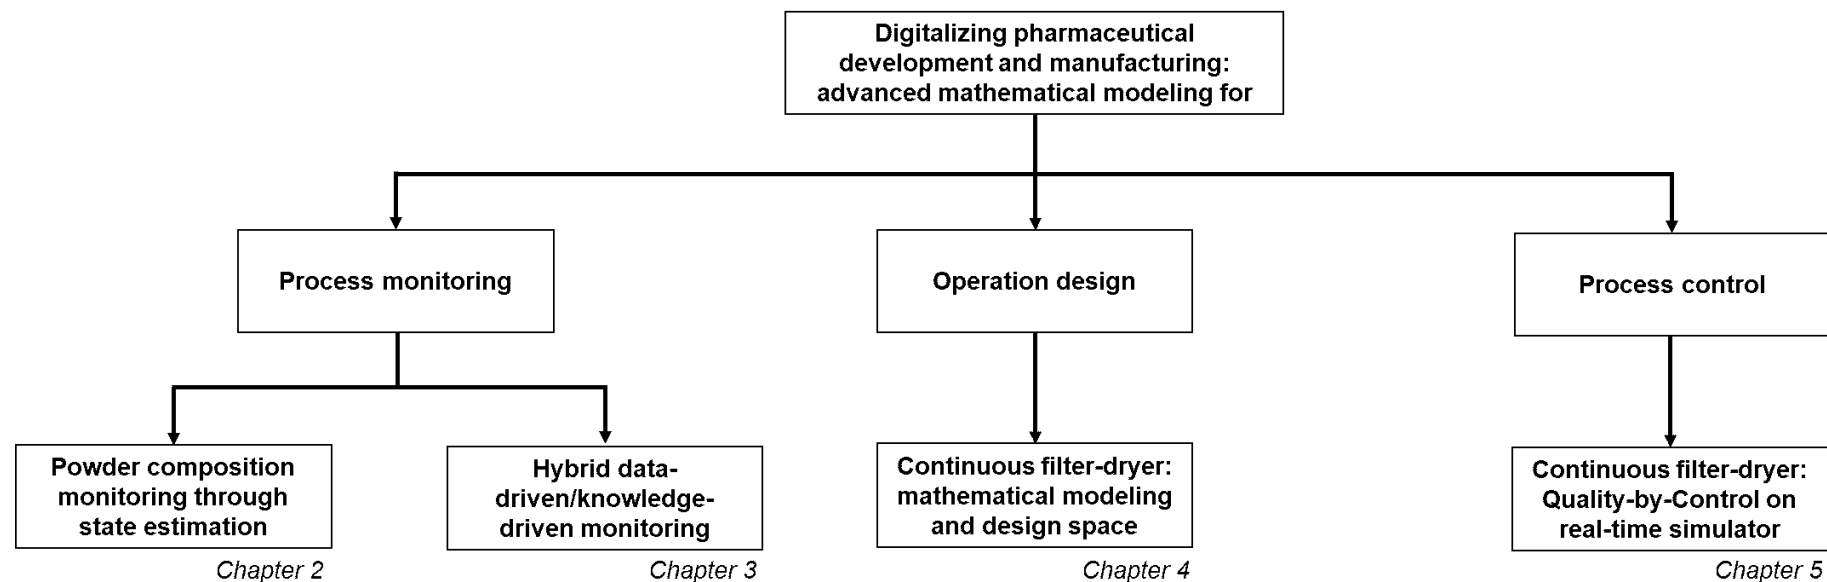 Digitalizing pharmaceutical
development and manufacturing:
advanced mathematical modeling for
Process monitoring
Operation design
Process control
Powder composition
monitoring through
state estimation
Chapter 2
Hybrid data-
driven/knowledge-
driven monitoring
Chapter 3
Continuous filter-dryer:
mathematical modeling
and design space
Chapter 4
Continuous filter-dryer:
Quality-by-Control on
real-time simulator
Chapter 5